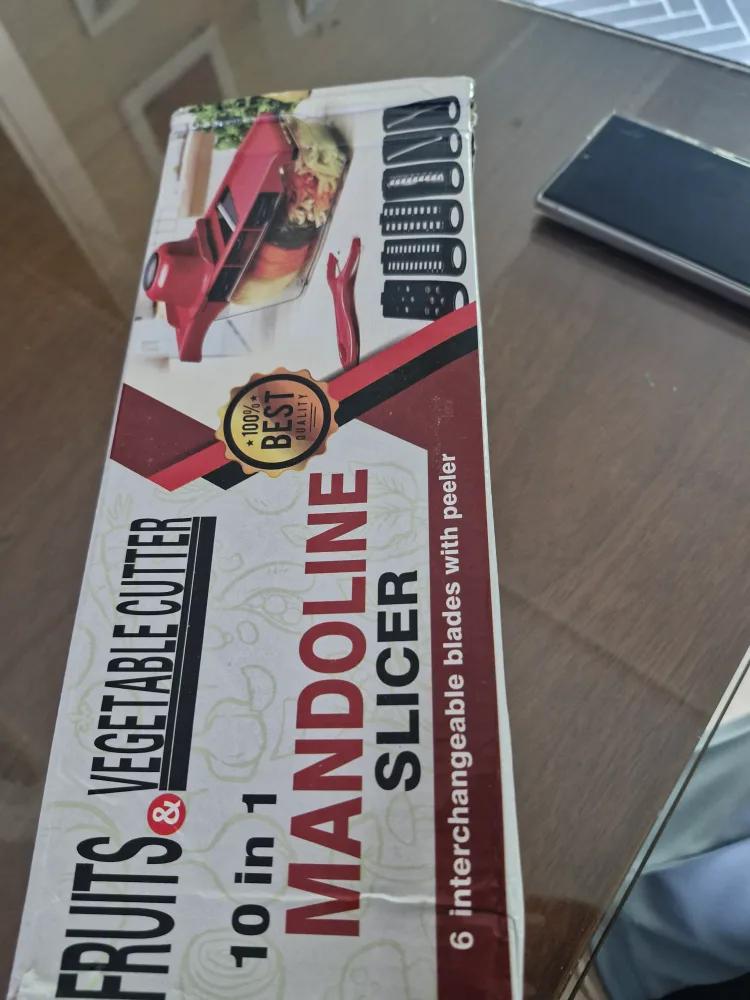 FRUITS & VEGETABLE CUTTER
10 in 1
MANDOLINE
SLICER
6 interchangeable blades with peeler
100%
BEST
QUALITY